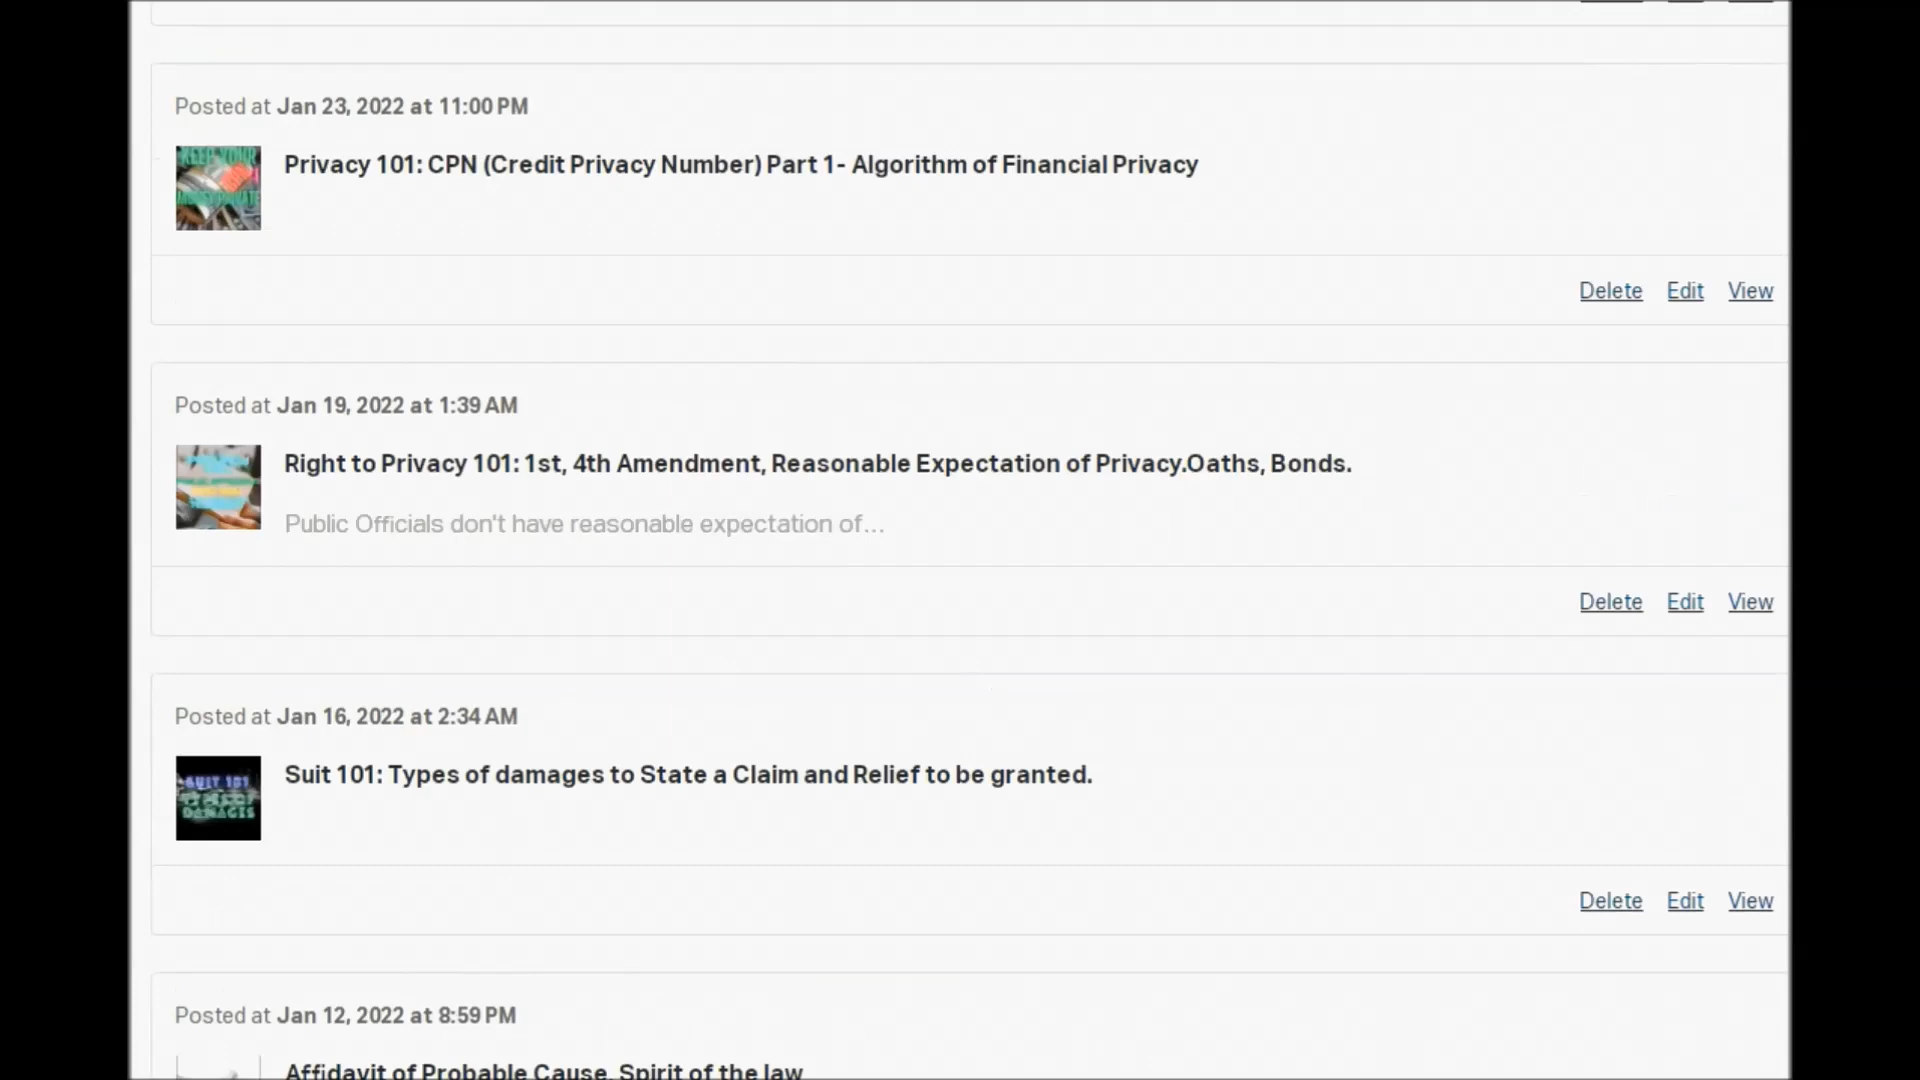 Posted at Jan 23, 2022 at 11:00 PM
KEEP YOUR
Privacy 101: CPN (Credit Privacy Number) Part 1- Algorithm of Financial Privacy
Delete Edit View
Posted at Jan 19, 2022 at 1:39 AM
Right to Privacy 101: 1st, 4th Amendment, Reasonable Expectation of Privacy.Oaths, Bonds.
Public Officials don't have reasonable expectation of...
Delete Edit View
Posted at Jan 16, 2022 at 2:34 AM
Suit 101: Types of damages to State a Claim and Relief to be granted.
SUIT 101
DAMAGES
Delete Edit View
Posted at Jan 12, 2022 at 8:59 PM
Affidavit of Probable Cause, Spirit of the law